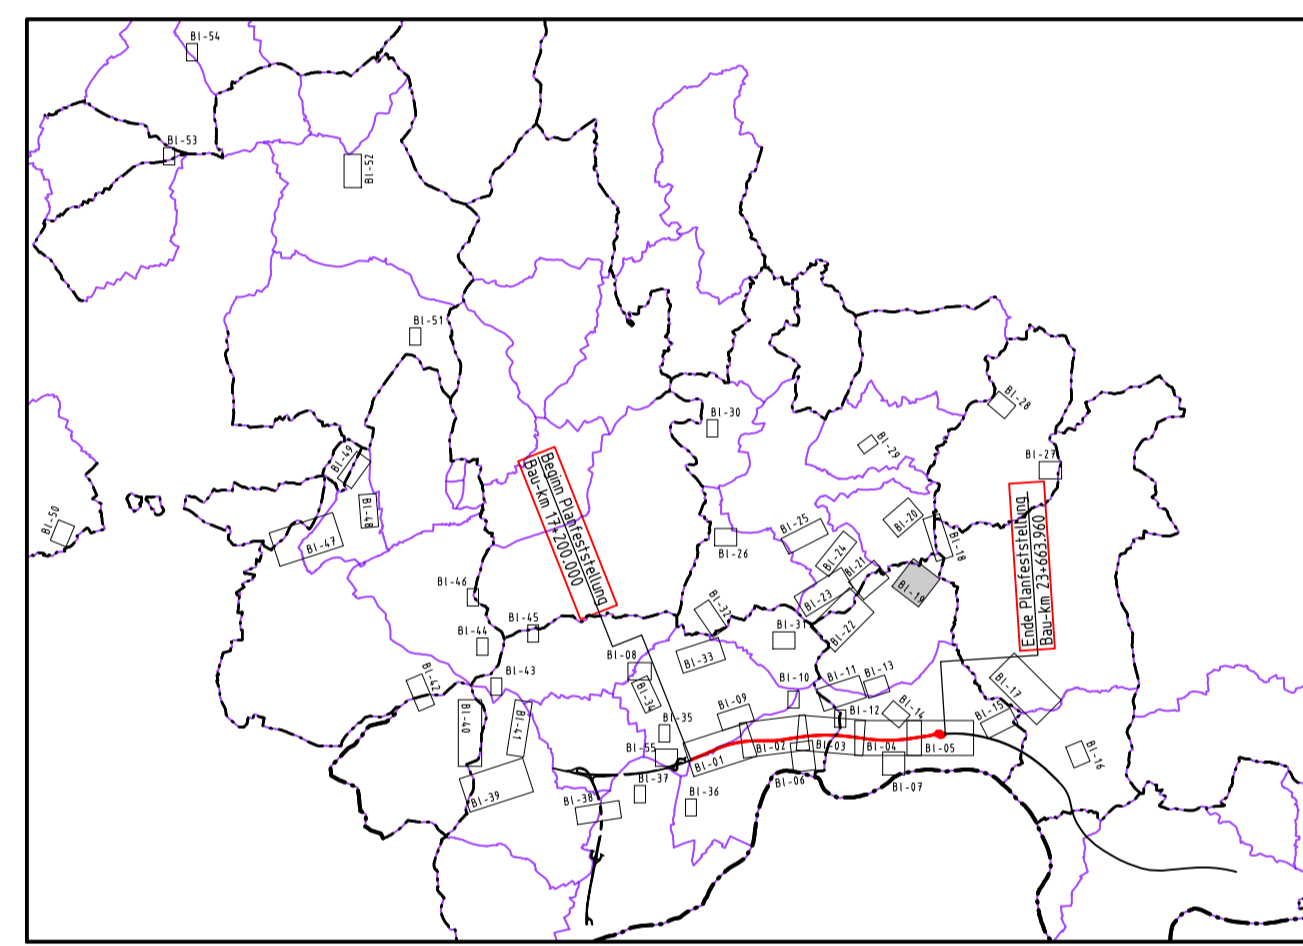 Bl-54
Bl-53
Bl-52
Bl-51
Bl-50
Bl-49
Bl-48
Bl-47
Bl-46
Bl-45
Bl-44
Bl-43
Bl-42
Bl-41
Bl-40
Bl-39
Bl-38
Bl-37
Bl-36
Bl-55
Bl-35
Bl-34
Bl-08
Bl-33
Bl-32
Bl-31
Bl-30
Bl-29
Bl-28
Bl-27
Bl-26
Bl-25
Bl-24
Bl-23
Bl-22
Bl-21
Bl-20
Bl-19
Bl-18
Bl-17
Bl-16
Bl-15
Bl-14
Bl-13
Bl-12
Bl-11
Bl-10
Bl-09
Bl-01
Bl-02
Bl-03
Bl-04
Bl-05
Bl-06
Bl-07
Beginn Planfeststellung
Bau-km 17+200.000
Ende Planfeststellung
Bau-km 23+663.960